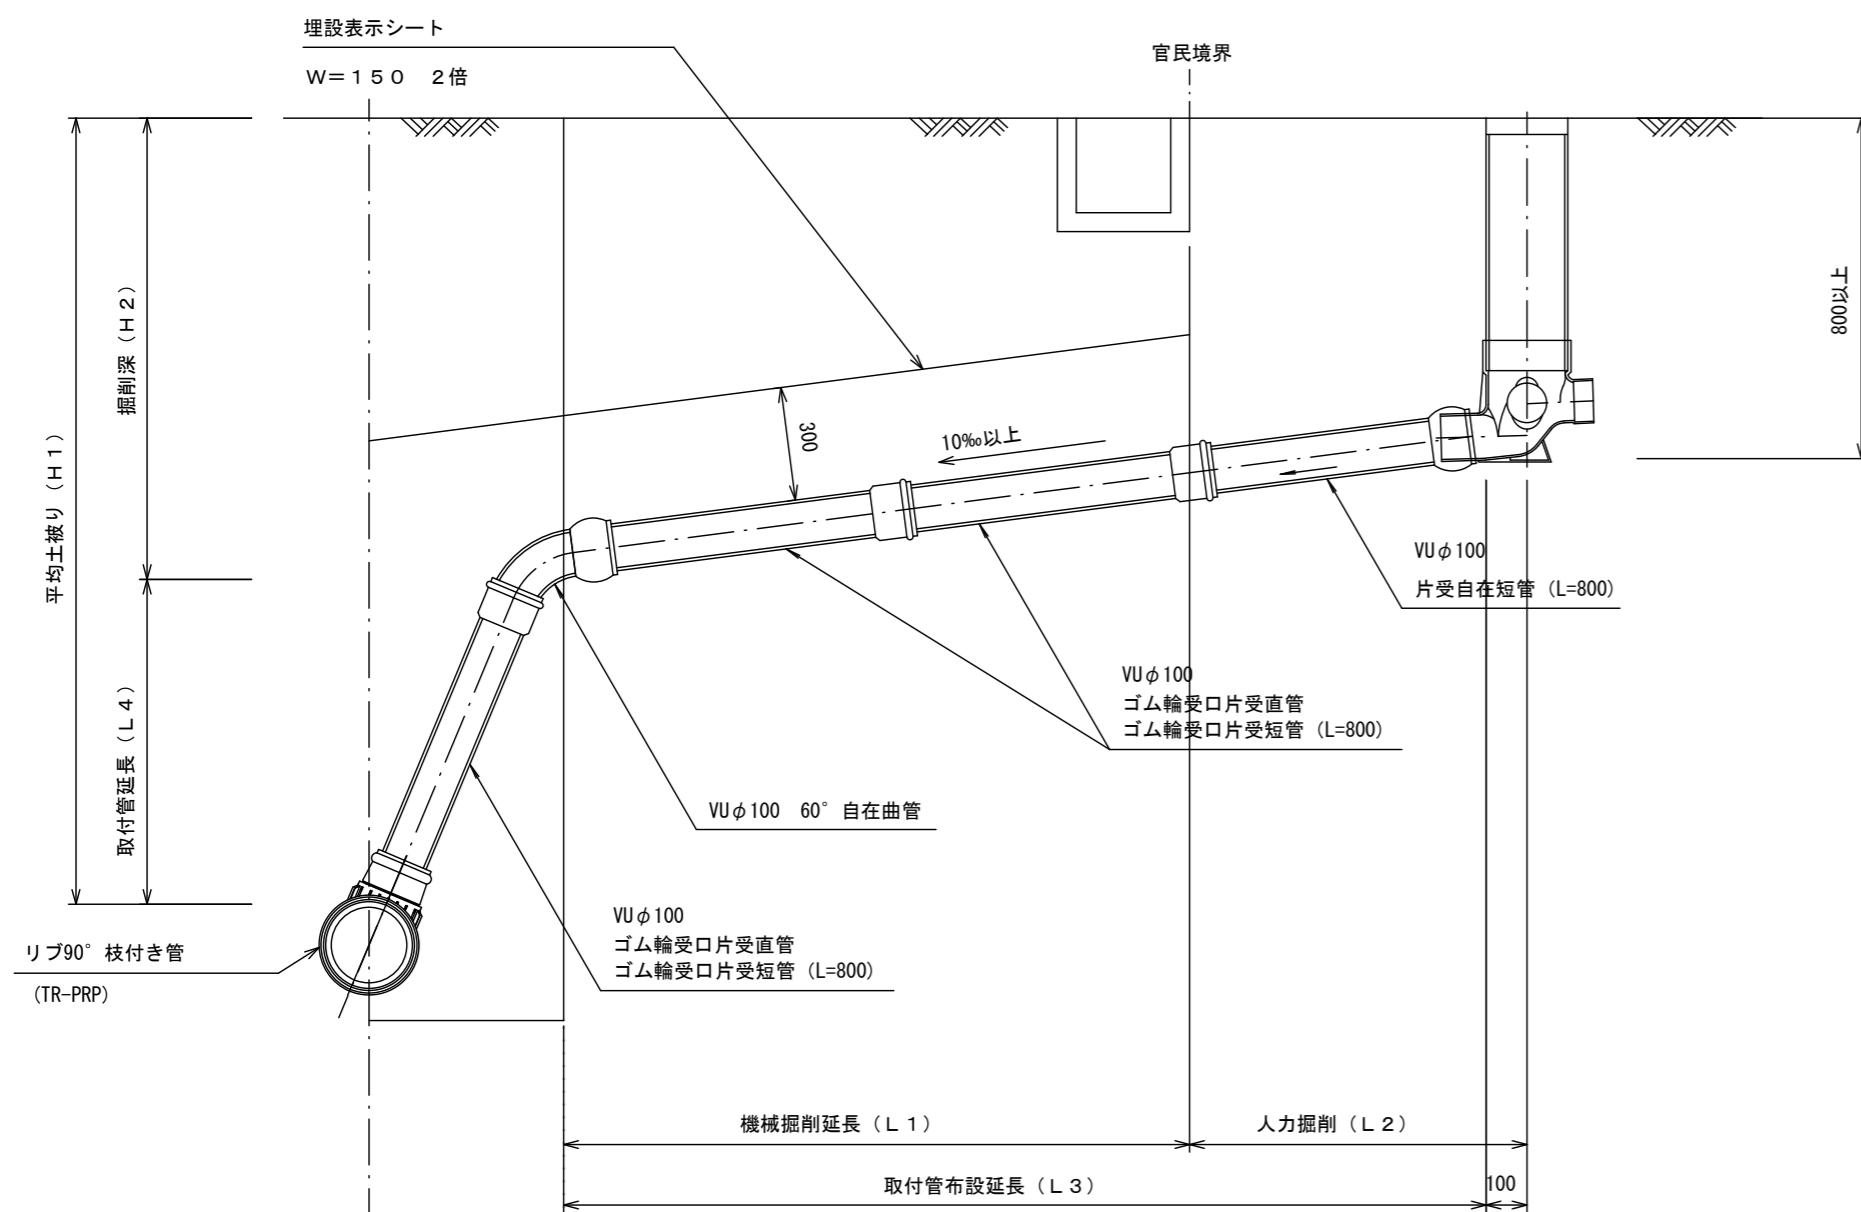 埋設表示シート
W=150 2倍
官民境界
平均土被り(H1)
掘削深(H2)
取付管延長(L4)
800以上
300
10‰以上
VUφ100
片受自在短管 (L=800)
VUφ100
ゴム輪受口片受直管
ゴム輪受口片受短管 (L=800)
VUφ100 60°自在曲管
VUφ100
ゴム輪受口片受直管
ゴム輪受口片受短管 (L=800)
リブ90°枝付き管
(TR-PRP)
機械掘削延長(L1)
人力掘削(L2)
取付管布設延長(L3)
100